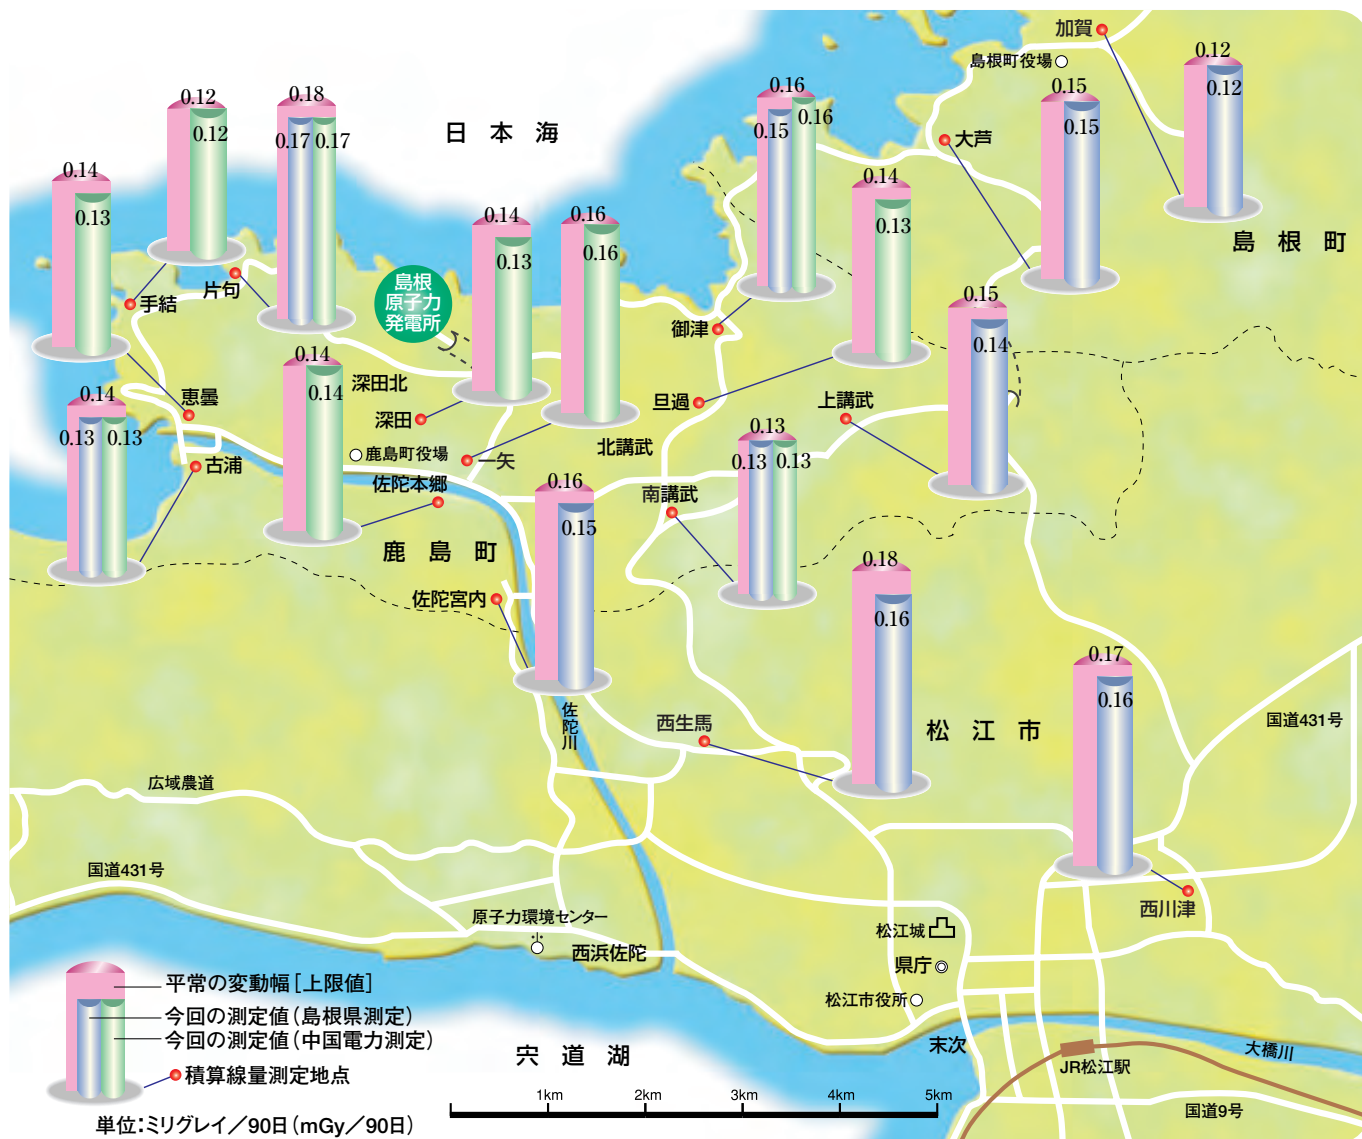 加賀
島根町役場
0.12
0.12
0.15
0.15
大芦
島根町
0.16
0.15
0.16
日本海
0.12
0.12
0.18
0.17
0.17
0.14
0.13
0.14
0.13
0.14
0.13
0.16
0.16
島根
原子力
発電所
手結
片句
御津
0.15
0.14
0.14
0.14
深田北
深田
恵曇
旦過
上講武
0.14
0.13
0.13
古浦
鹿島町役場
一矢
北講武
0.13
0.13
0.13
佐陀本郷
南講武
0.16
0.15
鹿島町
佐陀宮内
0.18
0.16
0.17
0.16
佐陀川
西生馬
松江市
国道431号
広域農道
国道431号
西川津
原子力環境センター
西浜佐陀
松江城
県庁
松江市役所
平常の変動幅［上限値］
今回の測定値（島根県測定）
今回の測定値（中国電力測定）
積算線量測定地点
単位：ミリグレイ／90日（mGy／90日）
宍道湖
末次
大橋川
JR松江駅
国道9号
1km
2km
3km
4km
5km